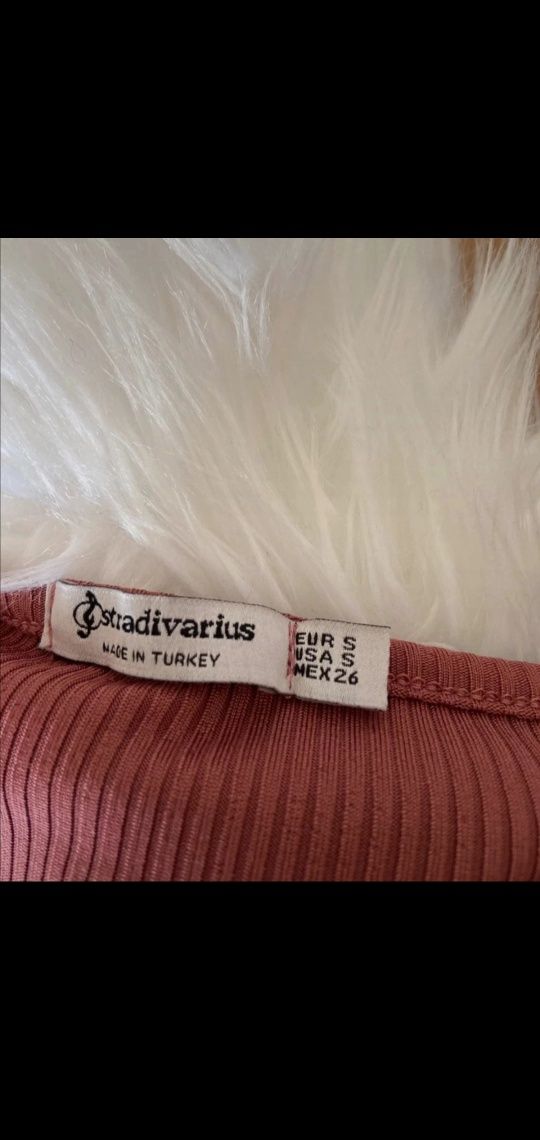 stradivarius
MADE IN TURKEY
EUR S
USA S
MEX 26